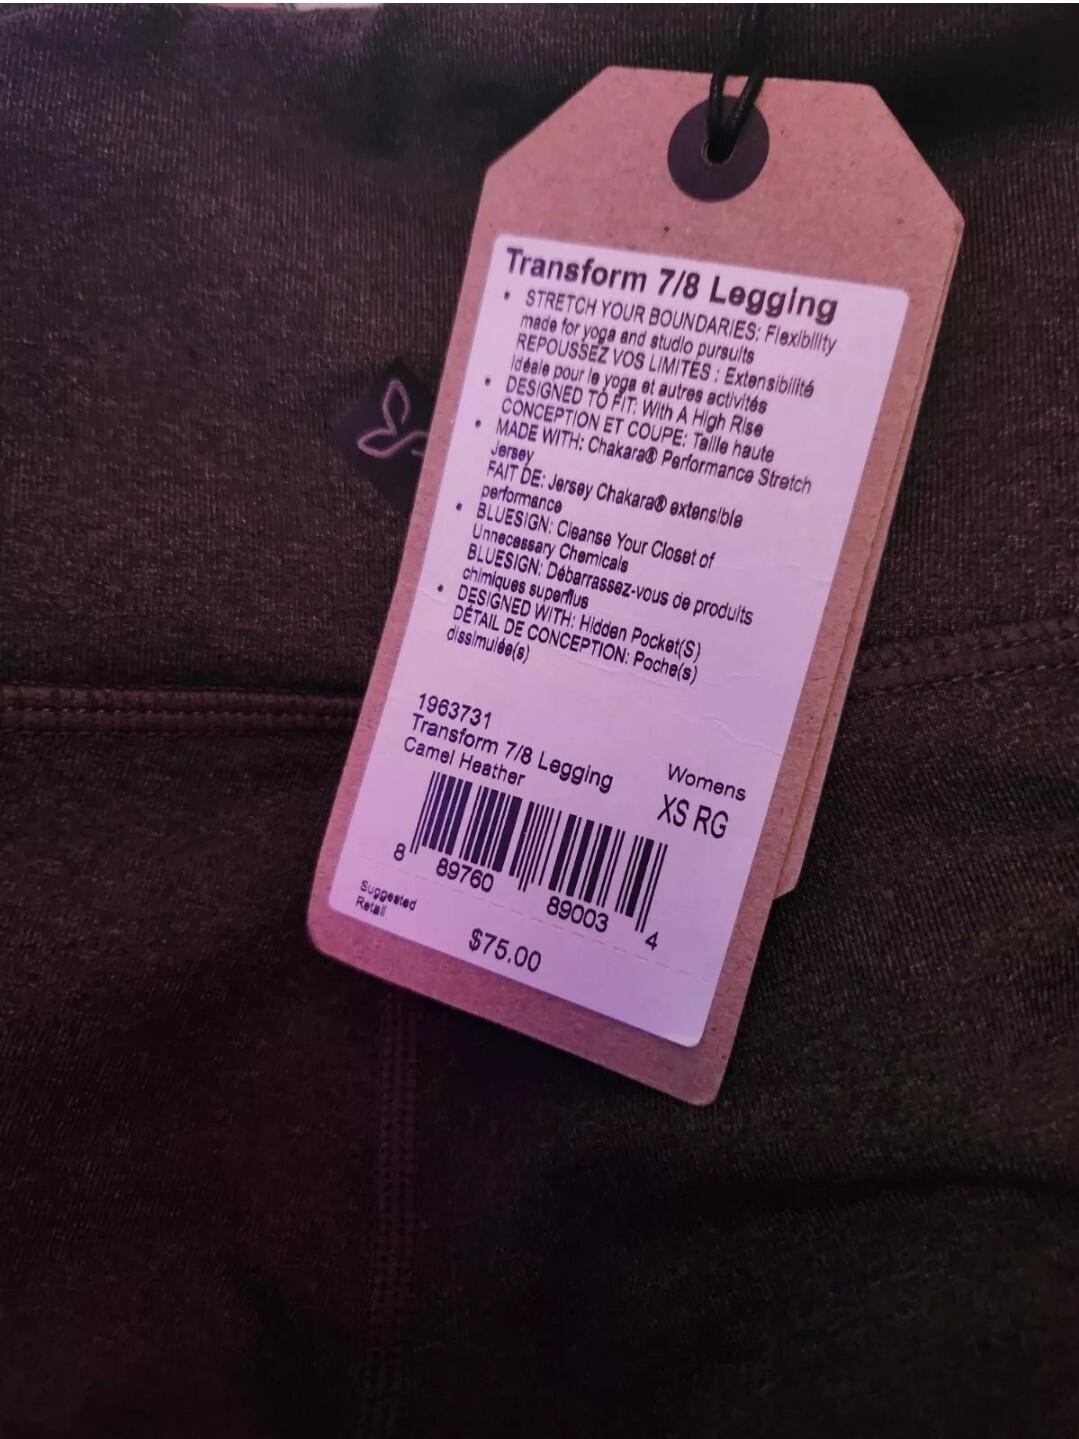 Transform 7/8 Legging
• STRETCH YOUR BOUNDARIES: Flexibility
made for yoga and studio pursuits
REPOUSSEZ VOS LIMITES : Extensibilité
idéale pour le yoga et autres activités
• DESIGNED TO FIT: With A High Rise
CONCEPTION ET COUPE: Taille haute
• MADE WITH: Chakara® Performance Stretch
Jersey
FAIT DE: Jersey Chakara® extensible
performance
• BLUESIGN: Cleanse Your Closet of
Unnecessary Chemicals
BLUESIGN: Débarrassez-vous de produits
chimiques superflus
• DESIGNED WITH: Hidden Pocket(S)
DÉTAIL DE CONCEPTION: Poche(s)
dissimulée(s)
1963731
Transform 7/8 Legging
Camel Heather
Womens
XS RG
8 89760 89003 4
Suggested
Retail
$75.00